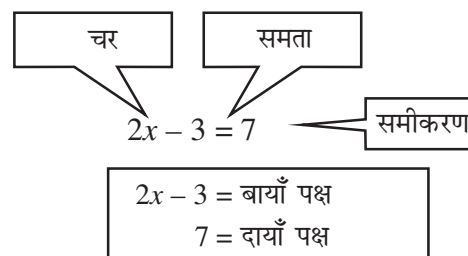 चर
समता
2x – 3 = 7
समीकरण
2x – 3 = बायाँ पक्ष
7 = दायाँ पक्ष